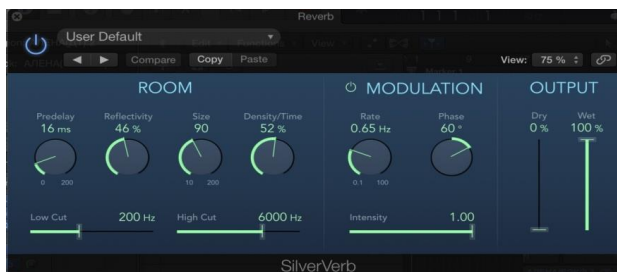 Reverb
User Default
Compare Copy Paste View: 75 %
ROOM
Predelay Reflectivity Size Density/Time
16 ms 46 % 90 52 %
0 200 10 200
Low Cut 200 Hz High Cut 6000 Hz
MODULATION
Rate Phase
0.65 Hz 60 °
0.1 100
Intensity 1.00
OUTPUT
Dry Wet
0 % 100 %
SilverVerb